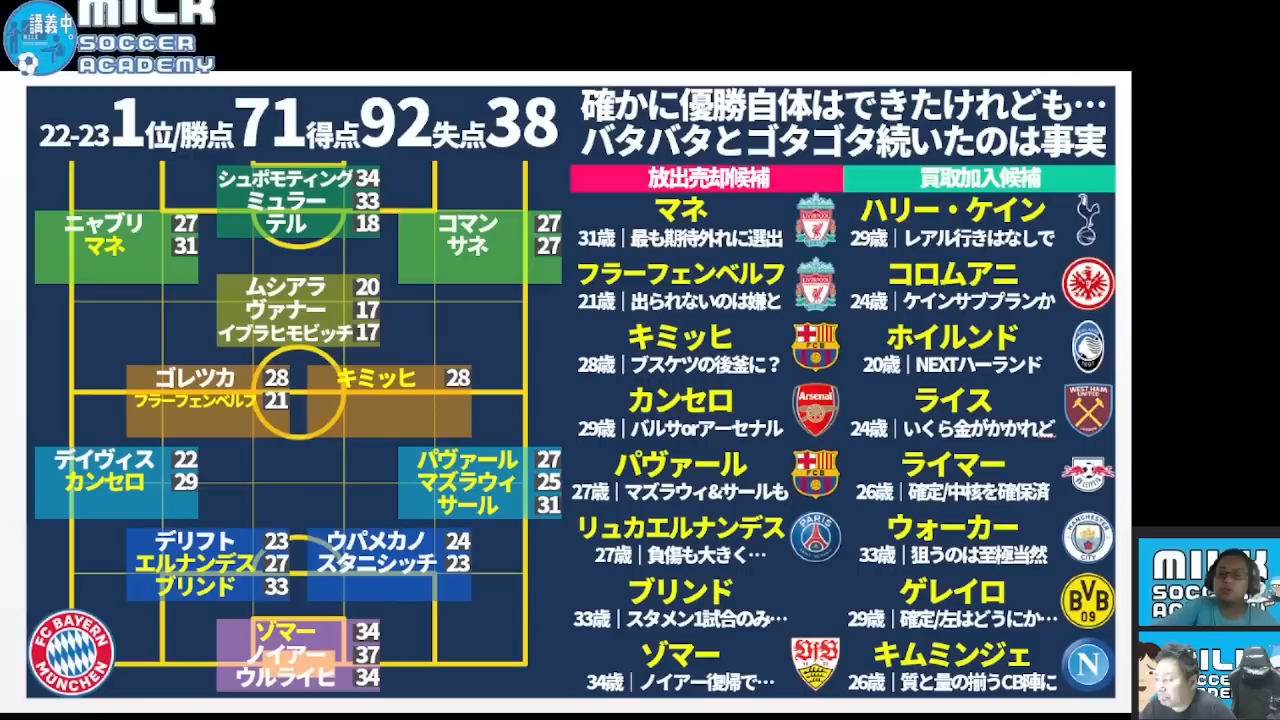 講義中。
MILK
SOCCER
ACADEMY
22-23 1位/勝点71得点92失点38
確かに優勝自体はできたけれども…
バタバタとゴタゴタ続いたのは事実
シュポモティング 34
ミュラー 33
テル 18
ニャブリ 27
マネ 31
コマン 27
サネ 27
ムシアラ 20
ヴァナー 17
イブラヒモビッチ 17
ゴレツカ 28
フラーフェンベルフ 21
キミッヒ 28
デイヴィス 22
カンセロ 29
パヴァール 27
マズラウィ 25
サール 31
デリフト 23
エルナンデス 27
ブリンド 33
ウパメカノ 24
スタニシッチ 23
ゾマー 34
ノイアー 37
ウルライヒ 34
FC BAYERN
MÜNCHEN
放出売却候補
マネ
31歳｜最も期待外れに選出
フラーフェンベルフ
21歳｜出られないのは嫌と
キミッヒ
28歳｜ブスケツの後釜に？
FCB
カンセロ
29歳｜バルサorアーセナル
Arsenal
パヴァール
27歳｜マズラウィ&サールも
FCB
リュカエルナンデス
27歳｜負傷も大きく…
PARIS
ブリンド
33歳｜スタメン1試合のみ…
ゾマー
34歳｜ノイアー復帰で…
買取加入候補
ハリー・ケイン
29歳｜レアル行きはなしで
コロムアニ
24歳｜ケインサブプランか
ホイルンド
20歳｜NEXTハーランド
ライス
24歳｜いくら金がかかれど
WEST HAM
UNITED
ライマー
26歳｜確定/中核を確保済
ウォーカー
33歳｜狙うのは至極当然
MANCHESTER
CITY
ゲレイロ
29歳｜確定/左はどうにか…
BVB
09
キムミンジェ
26歳｜質と量の揃うCB陣に
N